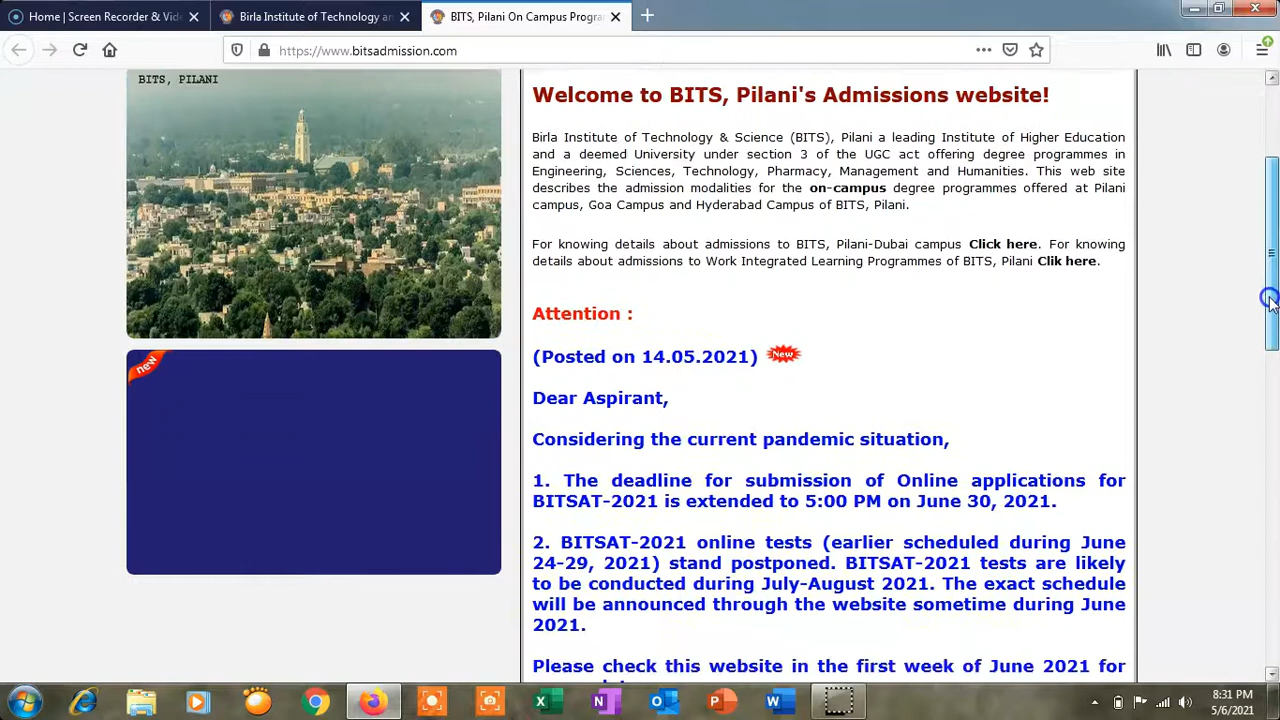 Home | Screen Recorder & Vid
Birla Institute of Technology an
BITS, Pilani On Campus Progra
https://www.bitsadmission.com
BITS, PILANI
Welcome to BITS, Pilani's Admissions website!
Birla Institute of Technology & Science (BITS), Pilani a leading Institute of Higher Education
and a deemed University under section 3 of the UGC act offering degree programmes in
Engineering, Sciences, Technology, Pharmacy, Management and Humanities. This web site
describes the admission modalities for the on-campus degree programmes offered at Pilani
campus, Goa Campus and Hyderabad Campus of BITS, Pilani.
For knowing details about admissions to BITS, Pilani-Dubai campus Click here. For knowing
details about admissions to Work Integrated Learning Programmes of BITS, Pilani Clik here.
Attention :
(Posted on 14.05.2021) New
new
Dear Aspirant,
Considering the current pandemic situation,
1. The deadline for submission of Online applications for
BITSAT-2021 is extended to 5:00 PM on June 30, 2021.
2. BITSAT-2021 online tests (earlier scheduled during June
24-29, 2021) stand postponed. BITSAT-2021 tests are likely
to be conducted during July-August 2021. The exact schedule
will be announced through the website sometime during June
2021.
Please check this website in the first week of June 2021 for
8:31 PM
5/6/2021